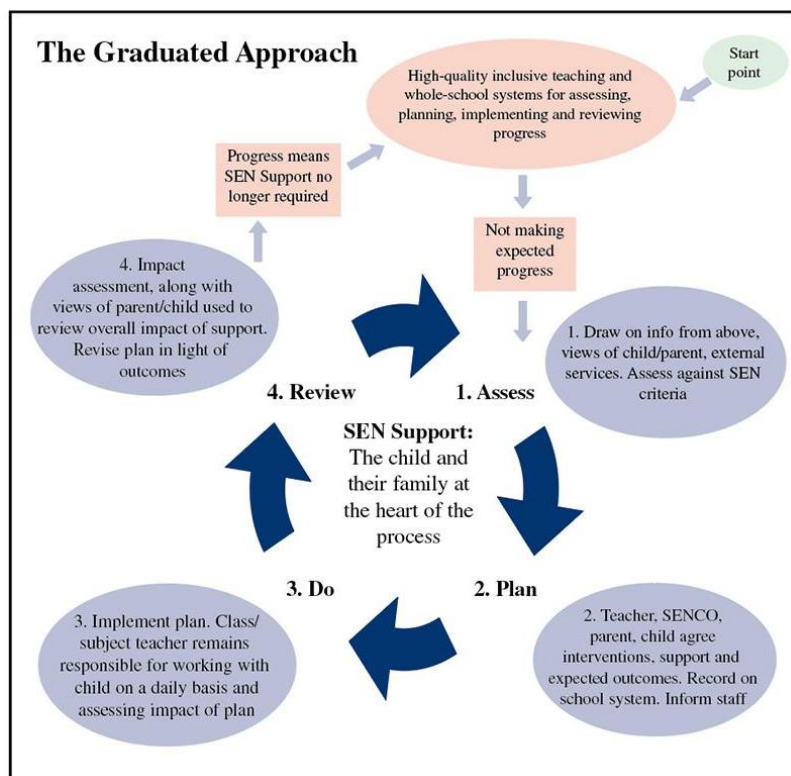 The Graduated Approach
Start
point
High-quality inclusive teaching and
whole-school systems for assessing,
planning, implementing and reviewing
progress
Progress means
SEN Support no
longer required
Not making
expected
progress
4. Impact
assessment, along with
views of parent/child used to
review overall impact of support.
Revise plan in light of
outcomes
1. Draw on info from above,
views of child/parent, external
services. Assess against SEN
criteria
4. Review
1. Assess
SEN Support:
The child and
their family at
the heart of the
process
3. Do
2. Plan
3. Implement plan. Class/
subject teacher remains
responsible for working with
child on a daily basis and
assessing impact of plan
2. Teacher, SENCO,
parent, child agree
interventions, support and
expected outcomes. Record on
school system. Inform staff